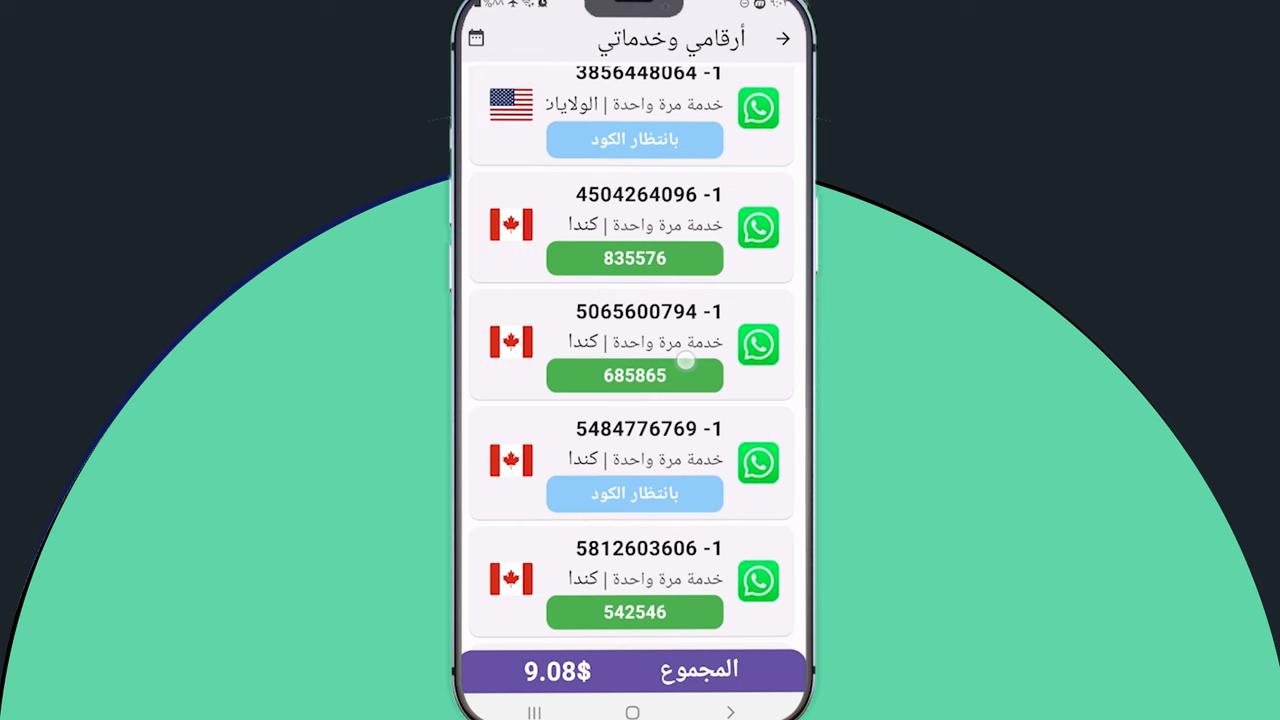 أرقامي وخدماتي
3856448064 -1
خدمة مرة واحدة | الولايات
بانتظار الكود
4504264096 -1
خدمة مرة واحدة | كندا
835576
5065600794 -1
خدمة مرة واحدة | كندا
685865
5484776769 -1
خدمة مرة واحدة | كندا
بانتظار الكود
5812603606 -1
خدمة مرة واحدة | كندا
542546
المجموع 9.08$